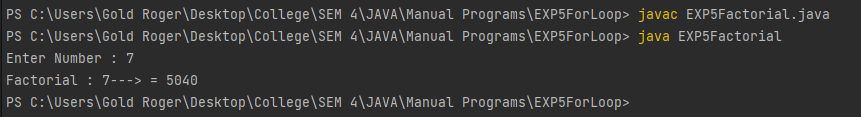 PS C:\Users\Gold Roger\Desktop\College\SEM 4\JAVA\Manual Programs\EXP5ForLoop> javac EXP5Factorial.java
PS C:\Users\Gold Roger\Desktop\College\SEM 4\JAVA\Manual Programs\EXP5ForLoop> java EXP5Factorial
Enter Number : 7
Factorial : 7---> = 5040
PS C:\Users\Gold Roger\Desktop\College\SEM 4\JAVA\Manual Programs\EXP5ForLoop>